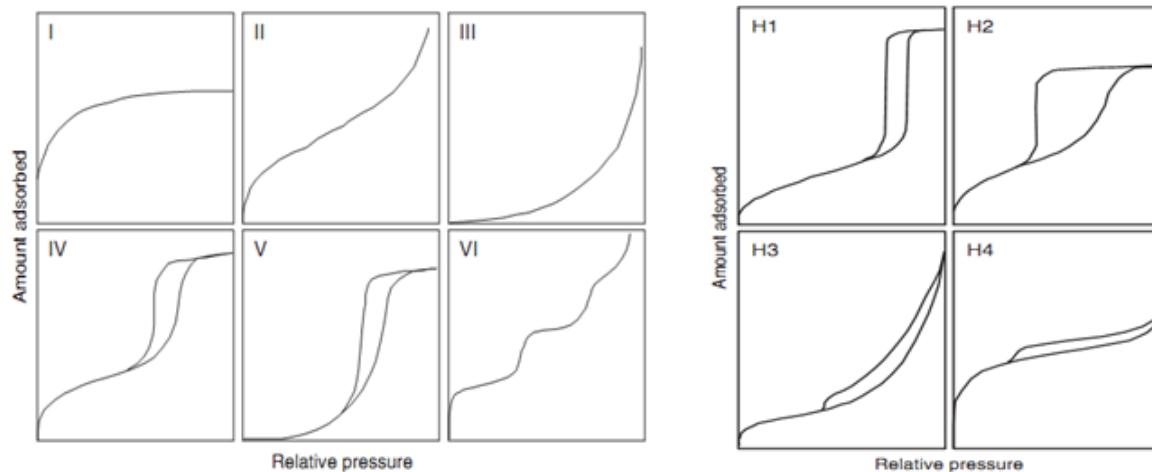 I II III
IV V VI
Amount adsorbed
Relative pressure
H1 H2
H3 H4
Amount adsorbed
Relative pressure